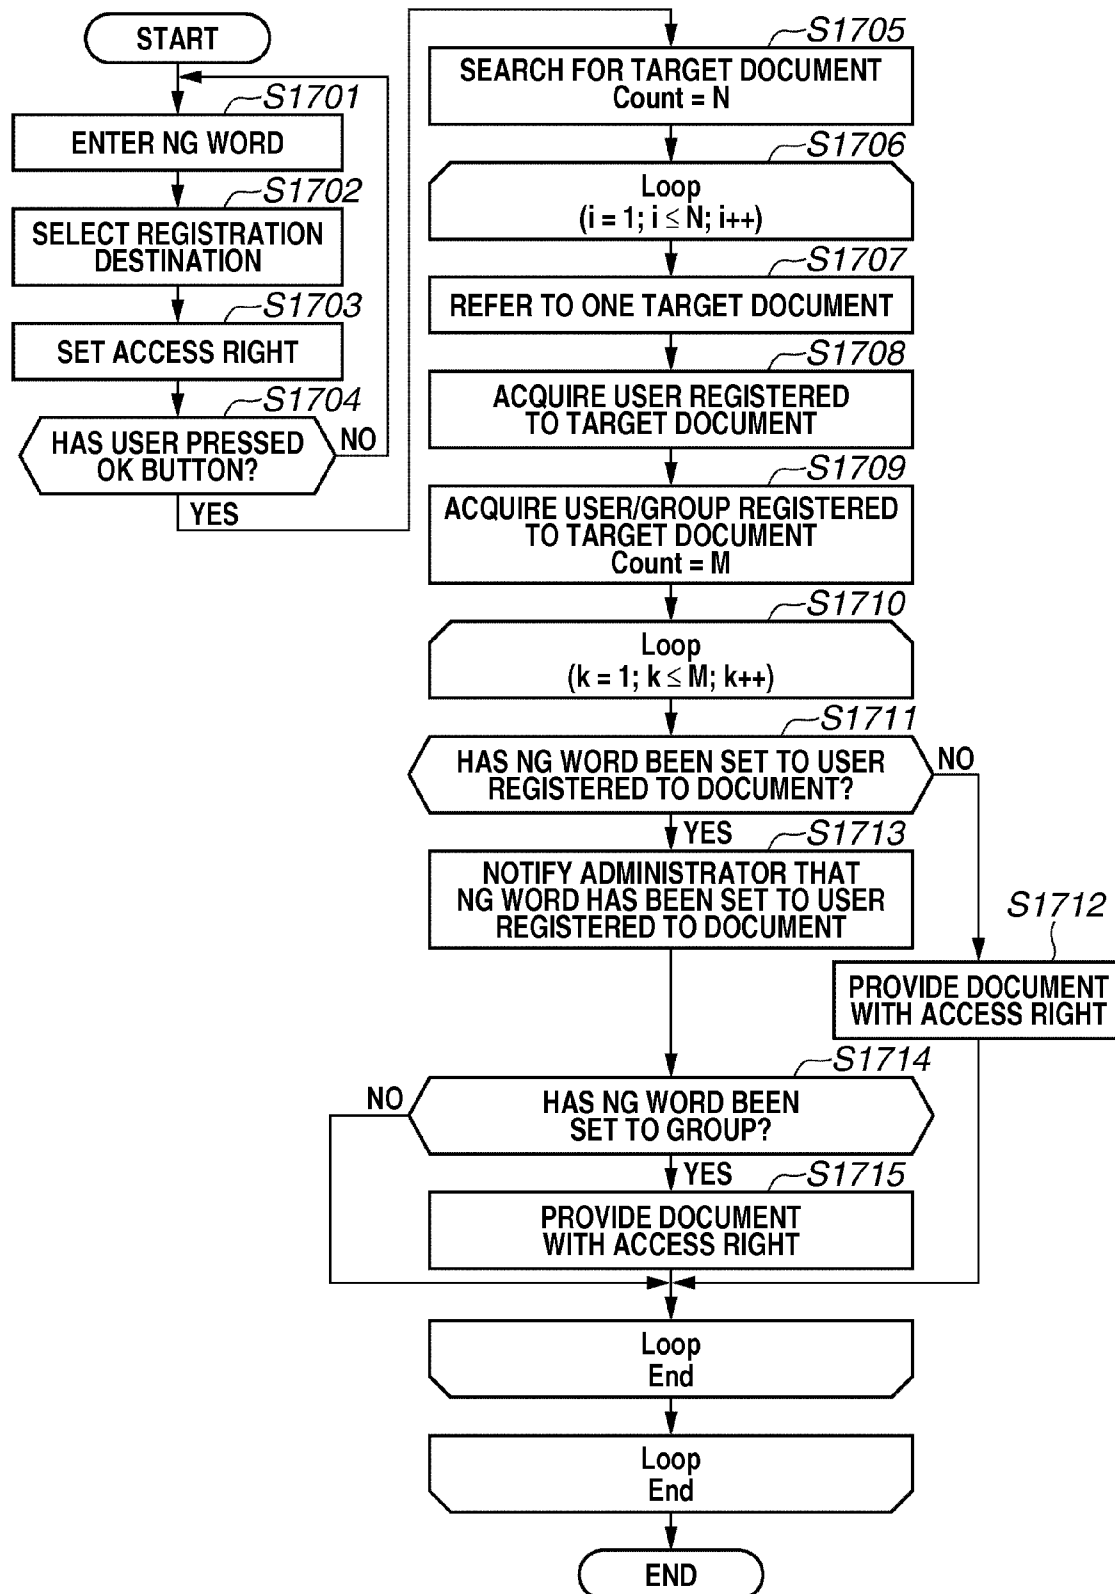 START
S1701
ENTER NG WORD
S1702
SELECT REGISTRATION
DESTINATION
S1703
SET ACCESS RIGHT
S1704
HAS USER PRESSED
OK BUTTON?
NO
YES
S1705
SEARCH FOR TARGET DOCUMENT
Count = N
S1706
Loop
(i = 1; i ≤ N; i++)
S1707
REFER TO ONE TARGET DOCUMENT
S1708
ACQUIRE USER REGISTERED
TO TARGET DOCUMENT
S1709
ACQUIRE USER/GROUP REGISTERED
TO TARGET DOCUMENT
Count = M
S1710
Loop
(k = 1; k ≤ M; k++)
S1711
HAS NG WORD BEEN SET TO USER
REGISTERED TO DOCUMENT?
NO
YES
S1713
NOTIFY ADMINISTRATOR THAT
NG WORD HAS BEEN SET TO USER
REGISTERED TO DOCUMENT
S1712
PROVIDE DOCUMENT
WITH ACCESS RIGHT
S1714
NO
HAS NG WORD BEEN
SET TO GROUP?
YES
S1715
PROVIDE DOCUMENT
WITH ACCESS RIGHT
Loop
End
Loop
End
END